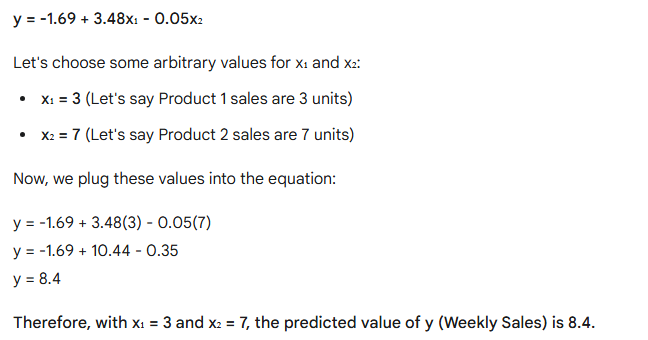 y = -1.69 + 3.48x₁ - 0.05x₂
Let's choose some arbitrary values for x₁ and x₂:
• x₁ = 3 (Let's say Product 1 sales are 3 units)
• x₂ = 7 (Let's say Product 2 sales are 7 units)
Now, we plug these values into the equation:
y = -1.69 + 3.48(3) - 0.05(7)
y = -1.69 + 10.44 - 0.35
y = 8.4
Therefore, with x₁ = 3 and x₂ = 7, the predicted value of y (Weekly Sales) is 8.4.